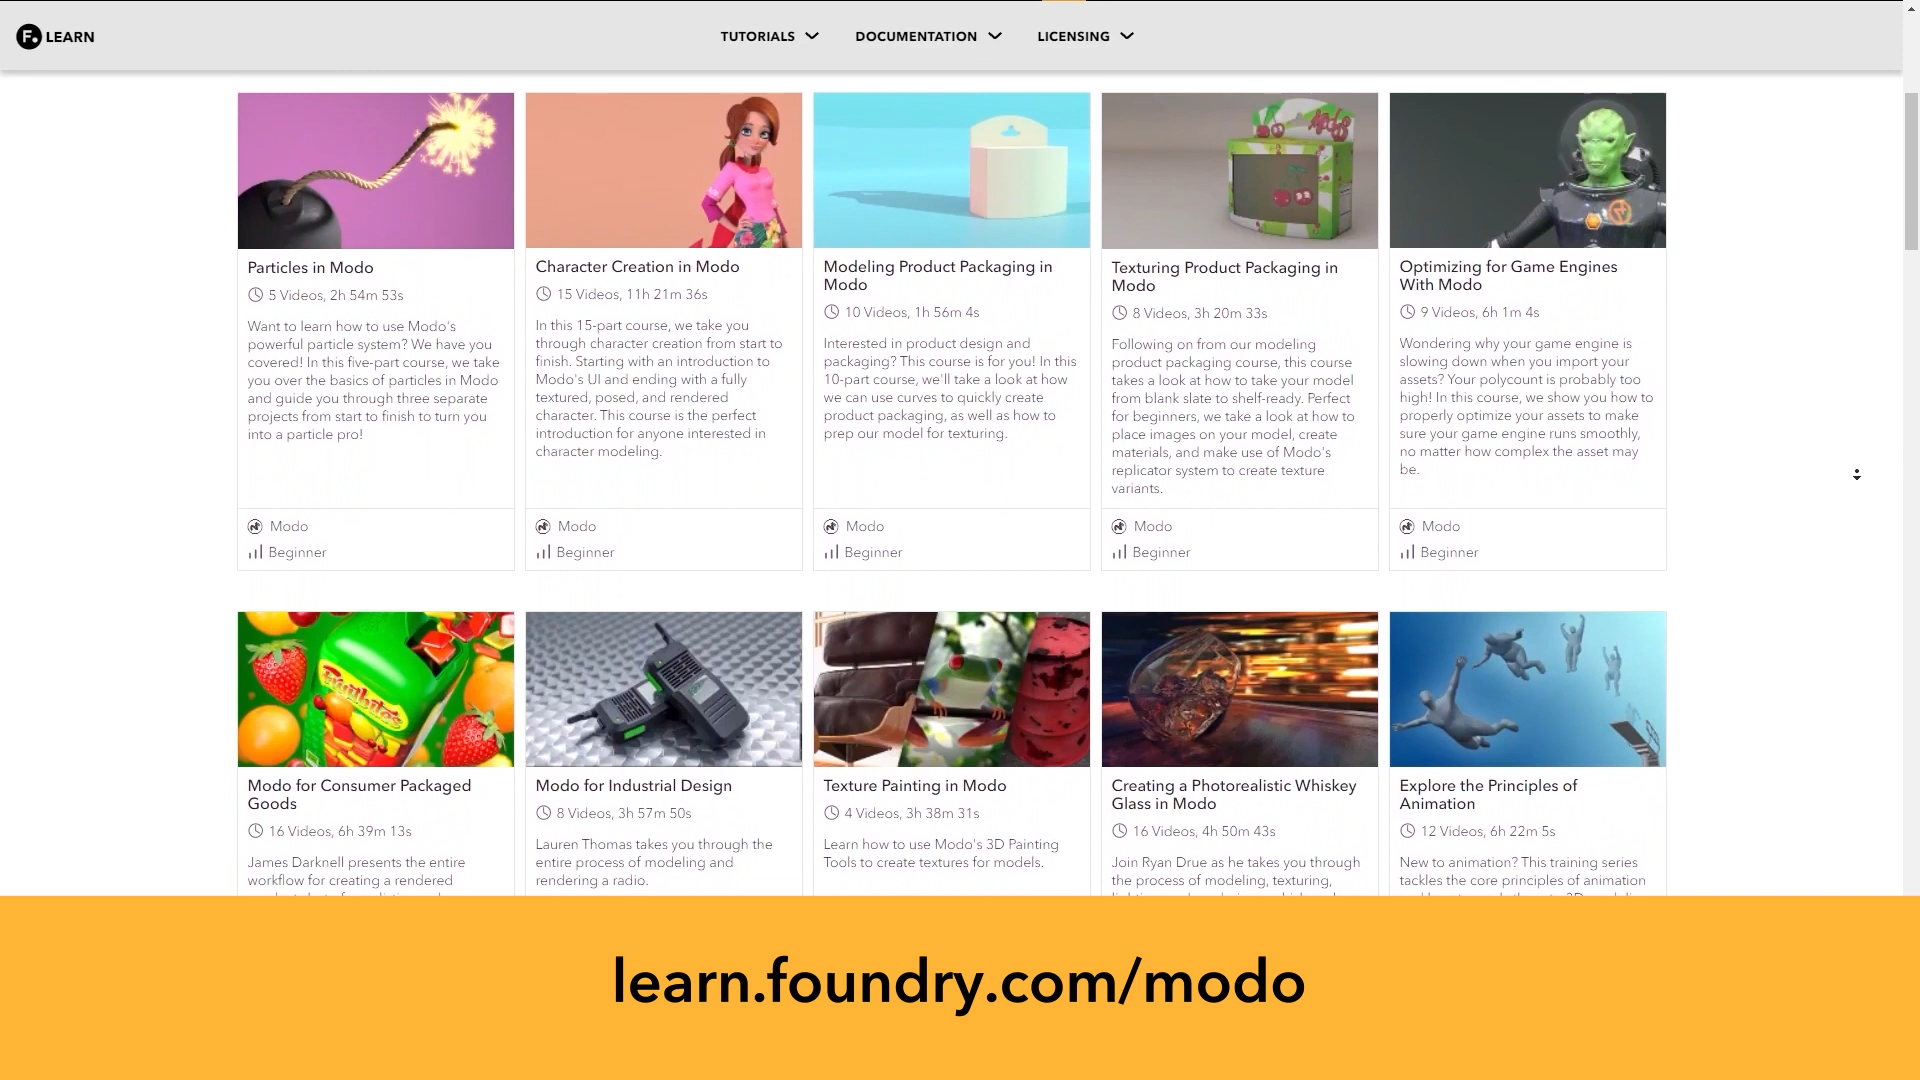 F. LEARN
TUTORIALS
DOCUMENTATION
LICENSING
Particles in Modo
5 Videos, 2h 54m 53s
Want to learn how to use Modo's
powerful particle system? We have you
covered! In this five-part course, we take
you over the basics of particles in Modo
and guide you through three separate
projects from start to finish to turn you
into a particle pro!
Modo
Beginner
Character Creation in Modo
15 Videos, 11h 21m 36s
In this 15-part course, we take you
through character creation from start to
finish. Starting with an introduction to
Modo's UI and ending with a fully
textured, posed, and rendered
character. This course is the perfect
introduction for anyone interested in
character modeling.
Modo
Beginner
Modeling Product Packaging in
Modo
10 Videos, 1h 56m 4s
Interested in product design and
packaging? This course is for you! In this
10-part course, we'll take a look at how
we can use curves to quickly create
product packaging, as well as how to
prep our model for texturing.
Modo
Beginner
Texturing Product Packaging in
Modo
8 Videos, 3h 20m 33s
Following on from our modeling
product packaging course, this course
takes a look at how to take your model
from blank slate to shelf-ready. Perfect
for beginners, we take a look at how to
place images on your model, create
materials, and make use of Modo's
replicator system to create texture
variants.
Modo
Beginner
Optimizing for Game Engines
With Modo
9 Videos, 6h 1m 4s
Wondering why your game engine is
slowing down when you import your
assets? Your polycount is probably too
high! In this course, we show you how to
properly optimize your assets to make
sure your game engine runs smoothly,
no matter how complex the asset may
be.
Modo
Beginner
Modo for Consumer Packaged
Goods
16 Videos, 6h 39m 13s
James Darknell presents the entire
workflow for creating a rendered
Modo for Industrial Design
8 Videos, 3h 57m 50s
Lauren Thomas takes you through the
entire process of modeling and
rendering a radio.
Texture Painting in Modo
4 Videos, 3h 38m 31s
Learn how to use Modo's 3D Painting
Tools to create textures for models.
Creating a Photorealistic Whiskey
Glass in Modo
16 Videos, 4h 50m 43s
Join Ryan Drue as he takes you through
the process of modeling, texturing,
Explore the Principles of
Animation
12 Videos, 6h 22m 5s
New to animation? This training series
tackles the core principles of animation
learn.foundry.com/modo